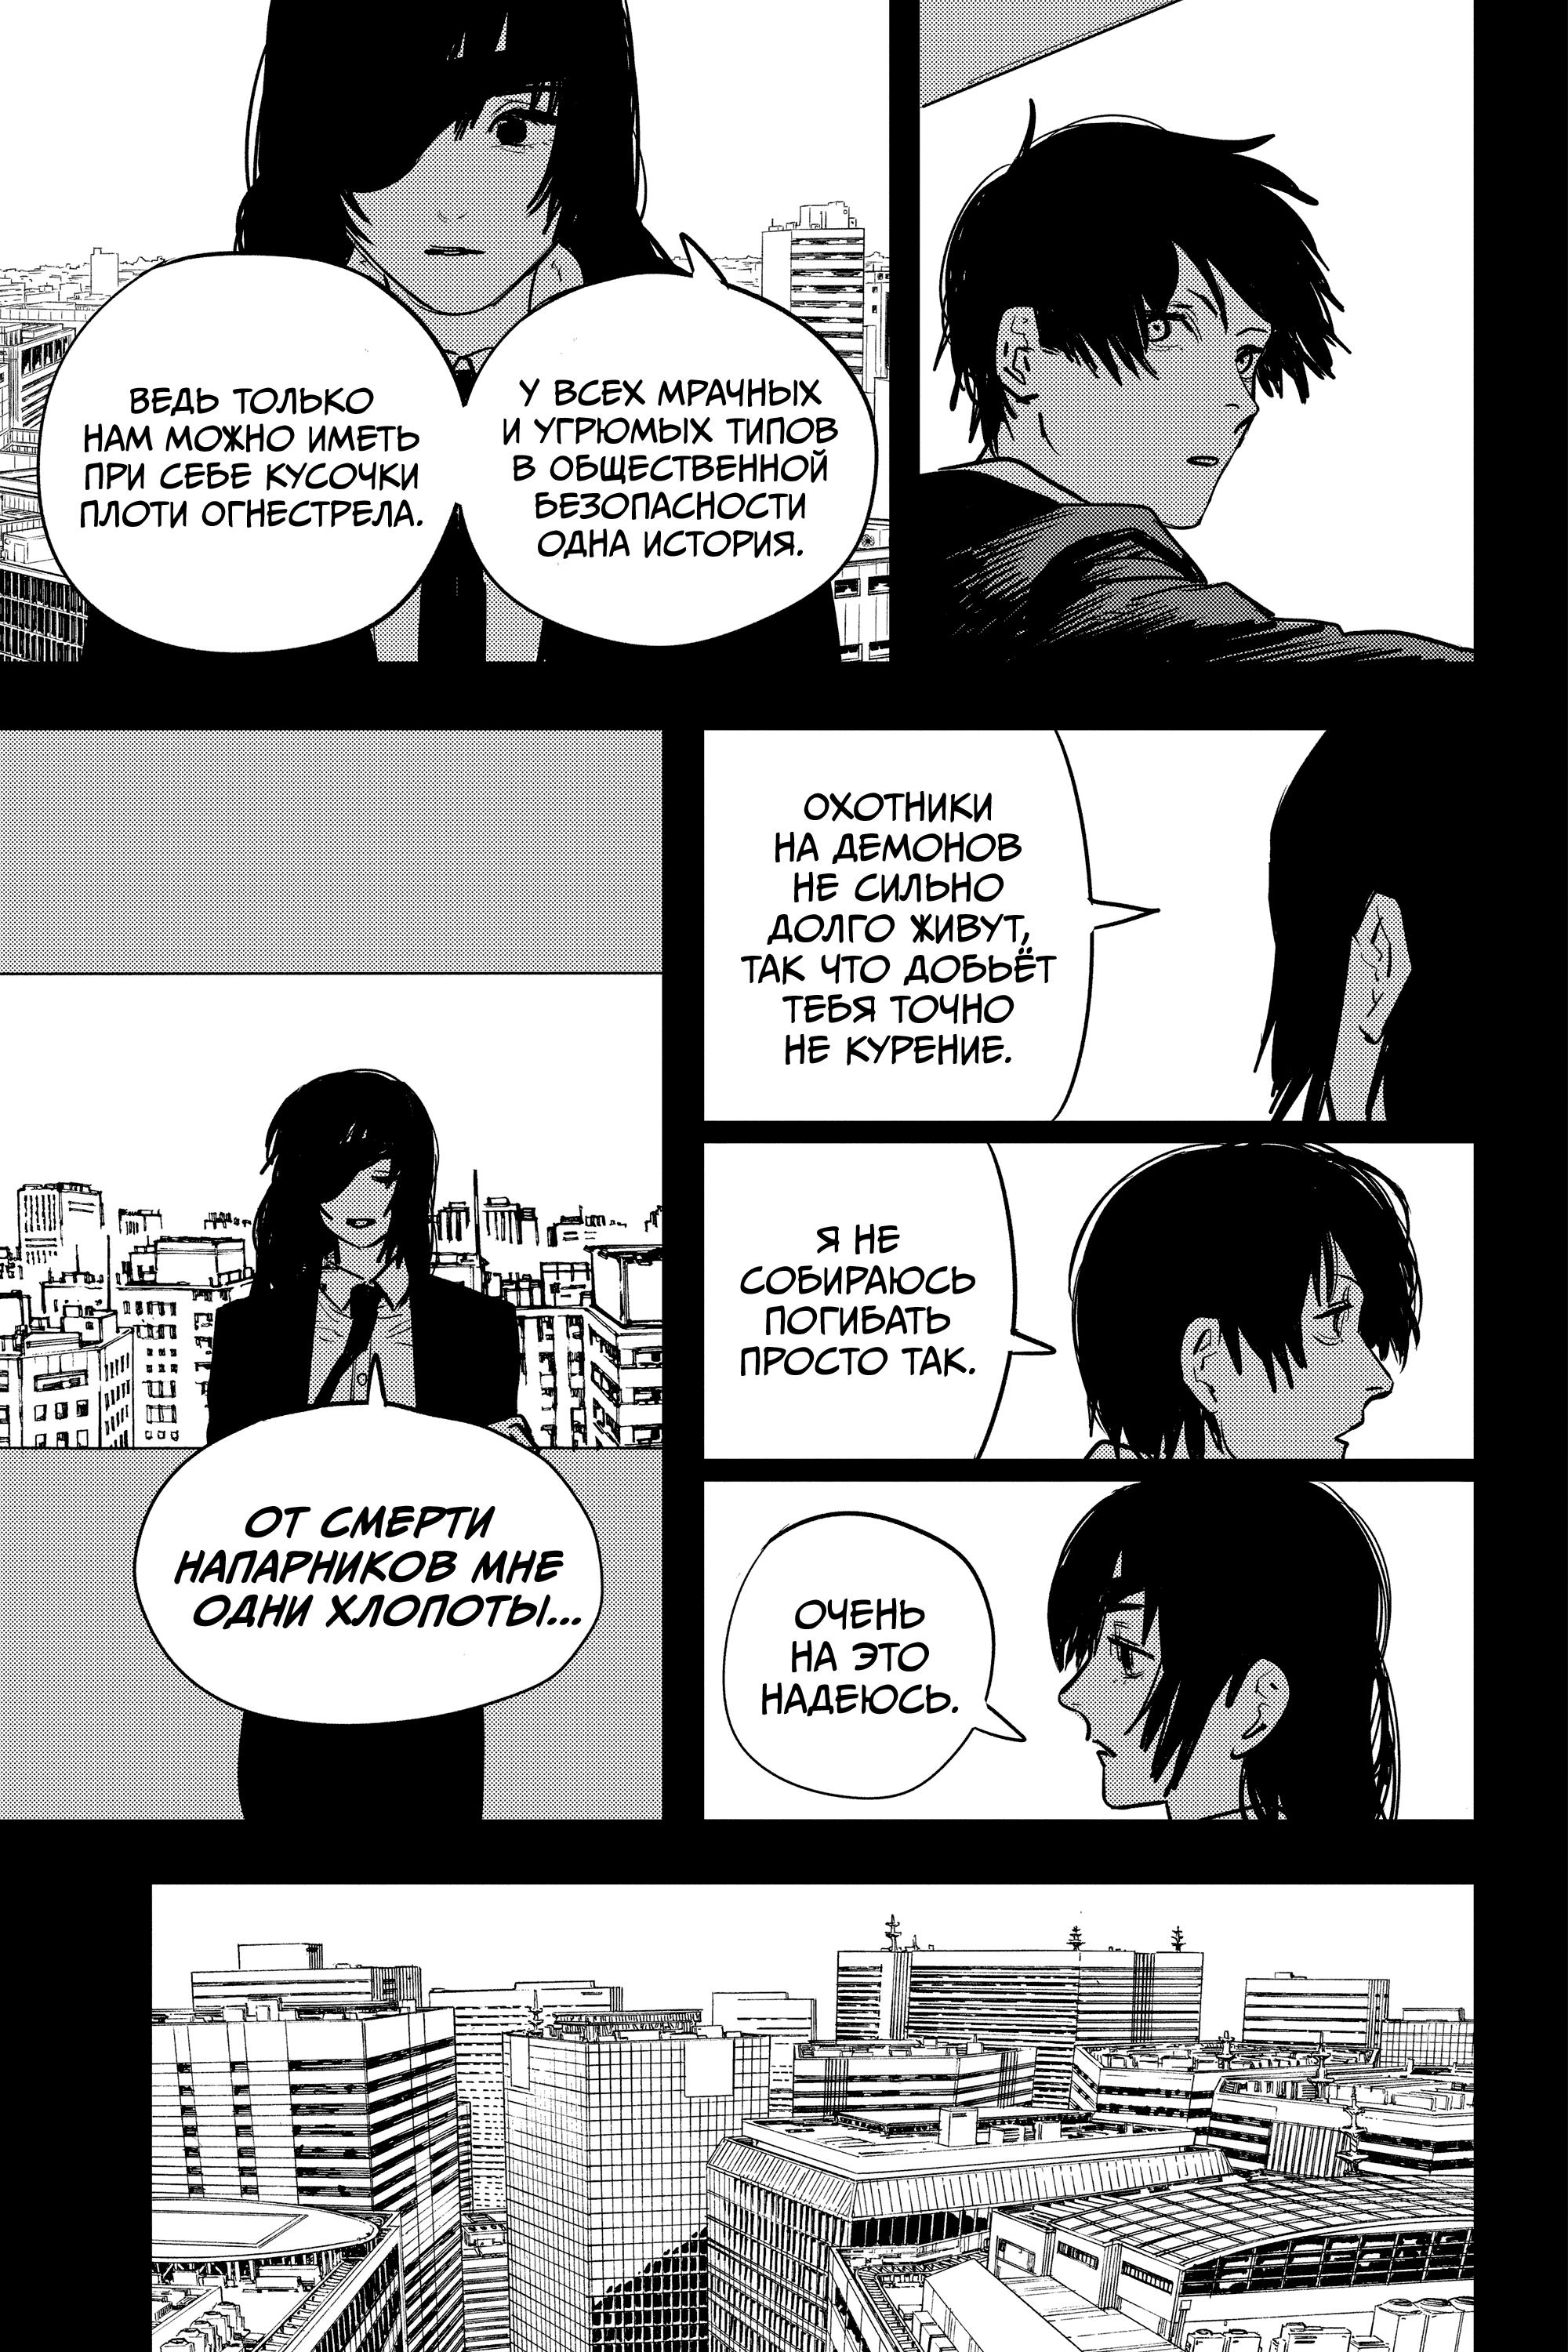 У ВСЕХ МРАЧНЫХ
И УГРЮМЫХ ТИПОВ
В ОБЩЕСТВЕННОЙ
БЕЗОПАСНОСТИ
ОДНА ИСТОРИЯ.
ВЕДЬ ТОЛЬКО
НАМ МОЖНО ИМЕТЬ
ПРИ СЕБЕ КУСОЧКИ
ПЛОТИ ОГНЕСТРЕЛА.
ОХОТНИКИ
НА ДЕМОНОВ
НЕ СИЛЬНО
ДОЛГО ЖИВУТ,
ТАК ЧТО ДОБЬЁТ
ТЕБЯ ТОЧНО
НЕ КУРЕНИЕ.
Я НЕ
СОБИРАЮСЬ
ПОГИБАТЬ
ПРОСТО ТАК.
ОЧЕНЬ
НА ЭТО
НАДЕЮСЬ.
ОТ СМЕРТИ
НАПАРНИКОВ МНЕ
ОДНИ ХЛОПОТЫ...